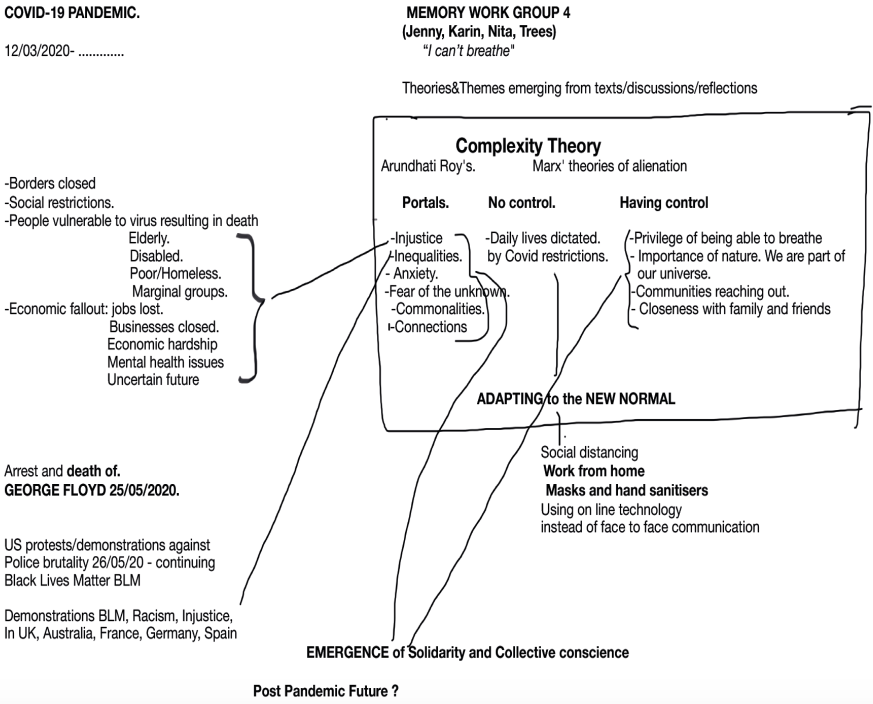 COVID-19 PANDEMIC.
12/03/2020- .............
MEMORY WORK GROUP 4
(Jenny, Karin, Nita, Trees)
"I can't breathe"
Theories&Themes emerging from texts/discussions/reflections
Complexity Theory
Arundhati Roy's. Marx' theories of alienation
Portals. No control. Having control
-Injustice
-Inequalities.
- Anxiety.
-Fear of the unknown.
-Commonalities.
-Connections
-Daily lives dictated.
by Covid restrictions.
-Privilege of being able to breathe
- Importance of nature. We are part of
our universe.
-Communities reaching out.
- Closeness with family and friends
ADAPTING to the NEW NORMAL
Social distancing
Work from home
Masks and hand sanitisers
Using on line technology
instead of face to face communication
-Borders closed
-Social restrictions.
-People vulnerable to virus resulting in death
Elderly.
Disabled.
Poor/Homeless.
Marginal groups.
-Economic fallout: jobs lost.
Businesses closed.
Economic hardship
Mental health issues
Uncertain future
Arrest and death of.
GEORGE FLOYD 25/05/2020.
US protests/demonstrations against
Police brutality 26/05/20 - continuing
Black Lives Matter BLM
Demonstrations BLM, Racism, Injustice,
In UK, Australia, France, Germany, Spain
EMERGENCE of Solidarity and Collective conscience
Post Pandemic Future ?